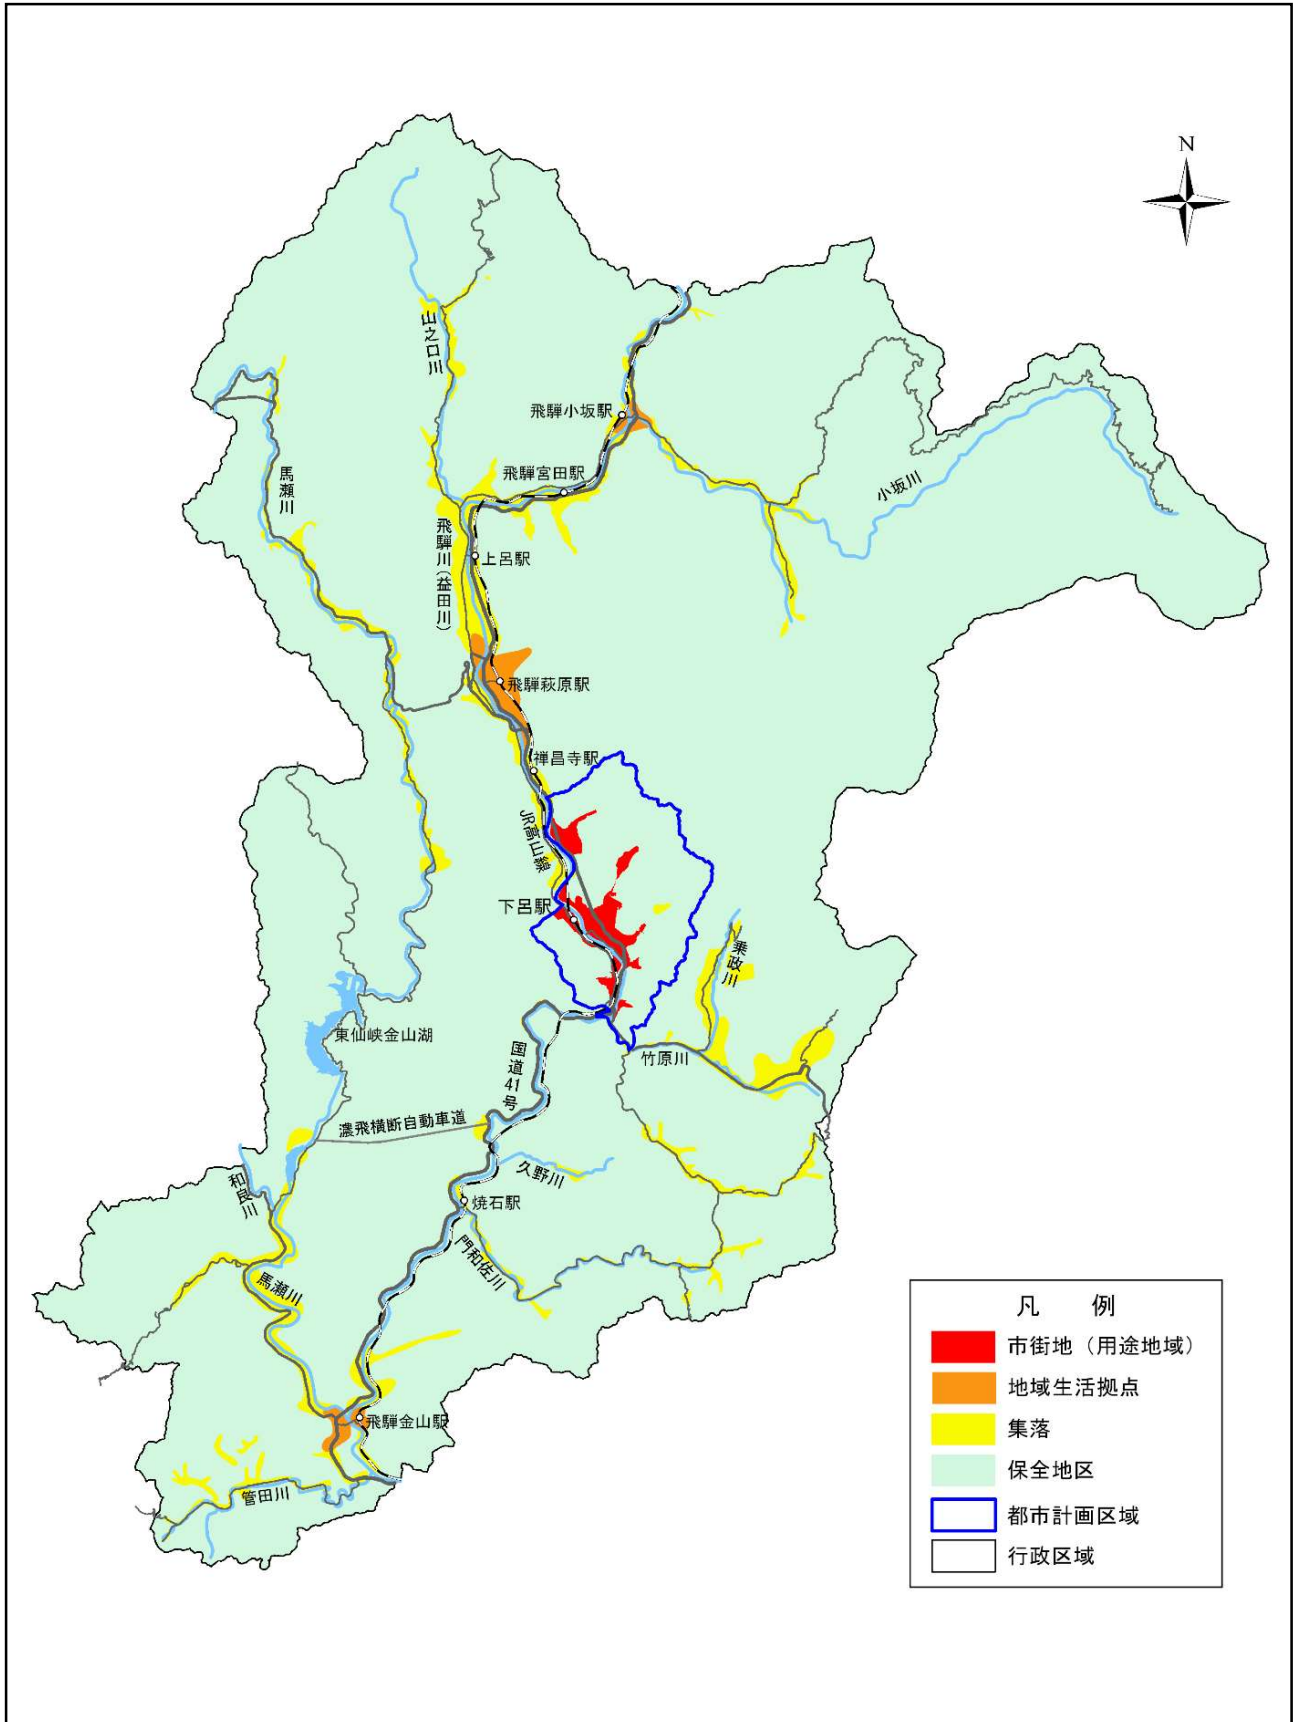 N
山之口川
飛騨小坂駅
飛騨宮田駅
小坂川
馬瀬川
飛騨川(益田川)
上呂駅
飛騨萩原駅
禅昌寺駅
JR高山線
下呂駅
乗政川
東仙峡金山湖
竹原川
国道41号
濃飛横断自動車道
久野川
和良川
焼石駅
門和佐川
馬瀬川
飛騨金山駅
管田川
凡 例
市街地（用途地域）
地域生活拠点
集落
保全地区
都市計画区域
行政区域